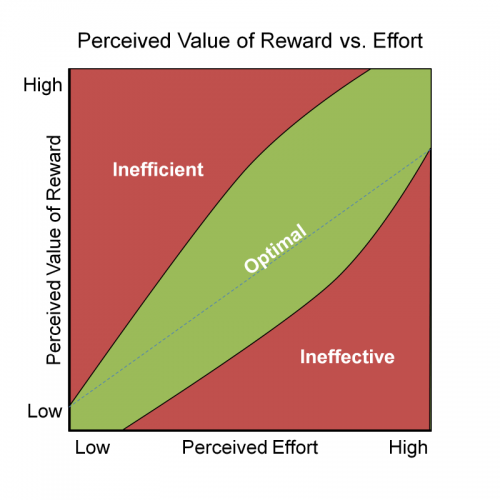 Perceived Value of Reward vs. Effort
High
Inefficient
Perceived Value of Reward
Optimal
Ineffective
Low
Low Perceived Effort High